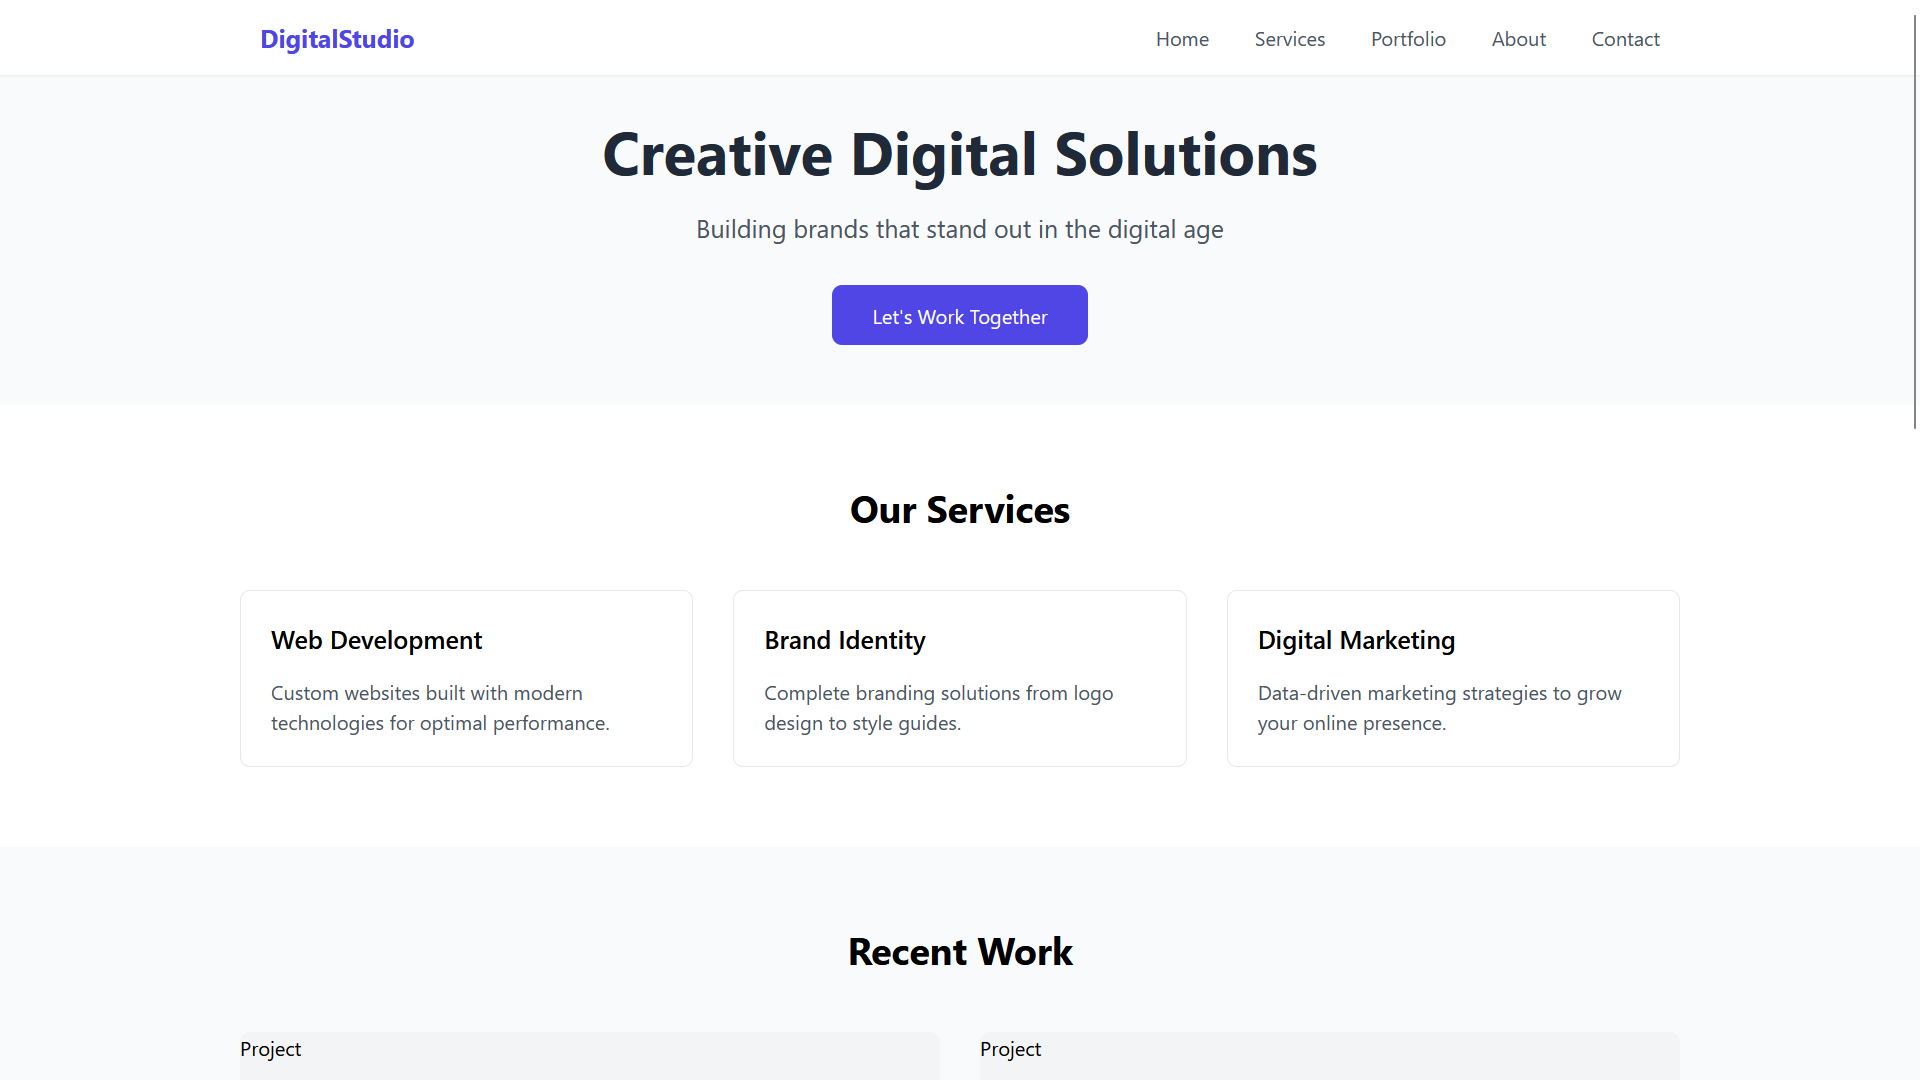 DigitalStudio
Home
Services
Portfolio
About
Contact
Creative Digital Solutions
Building brands that stand out in the digital age
Let's Work Together
Our Services
Web Development
Custom websites built with modern
technologies for optimal performance.
Brand Identity
Complete branding solutions from logo
design to style guides.
Digital Marketing
Data-driven marketing strategies to grow
your online presence.
Recent Work
Project
Project